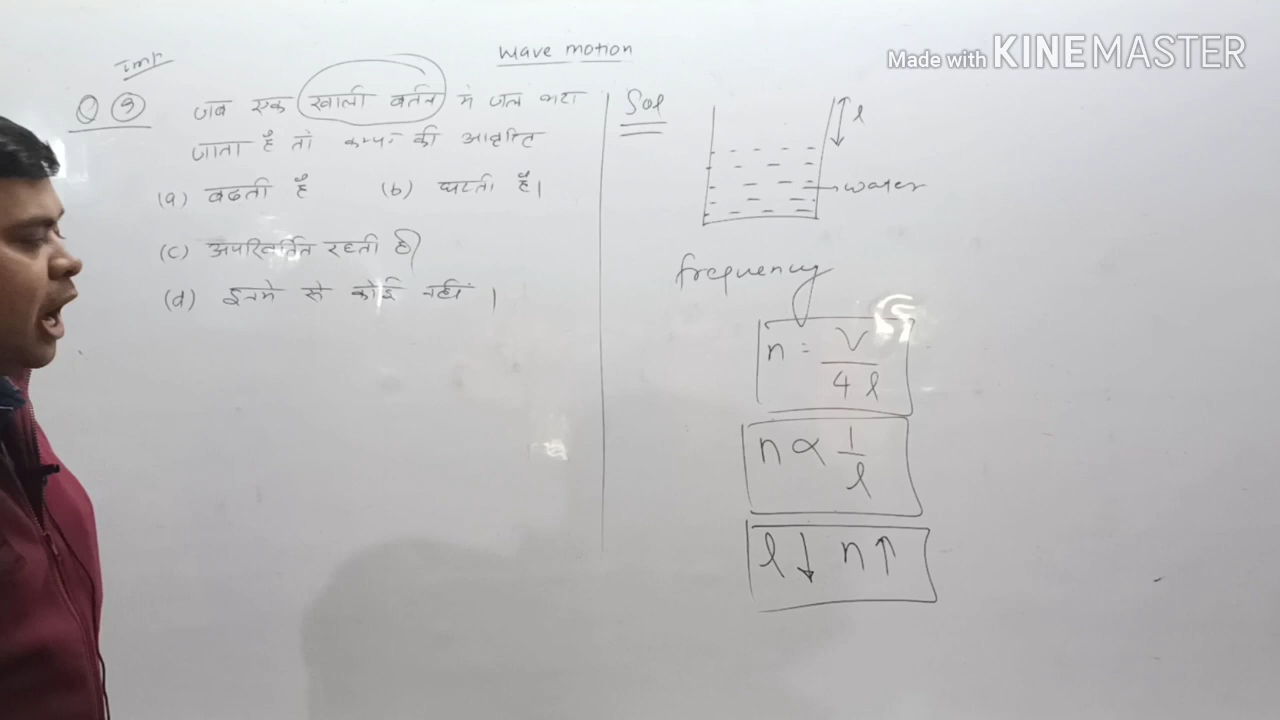 Made with KINEMASTER
wave motion
Imp
Q 9 जब एक खाली बर्तन मे जल भरा
जाता है तो कम्पन की आवृत्ति
(a) बढती है (b) घटती है।
(c) अपरिवर्तित रहती है
(d) इनमे से कोई नहीं ।
Sol
l
water
frequency
n = V / 4l
n ∝ 1 / l
l ↓ n ↑